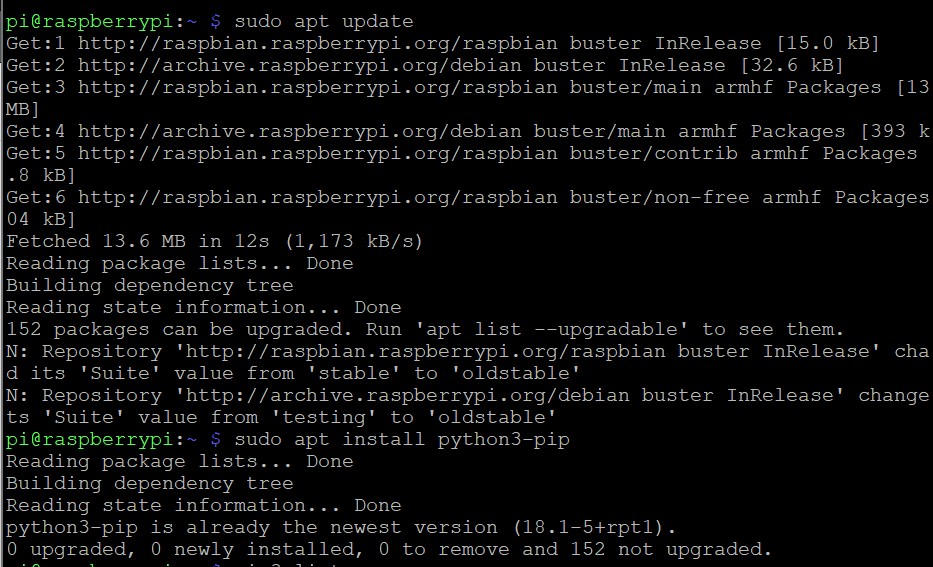 pi@raspberrypi:~ $ sudo apt update
Get:1 http://raspbian.raspberrypi.org/raspbian buster InRelease [15.0 kB]
Get:2 http://archive.raspberrypi.org/debian buster InRelease [32.6 kB]
Get:3 http://raspbian.raspberrypi.org/raspbian buster/main armhf Packages [13
MB]
Get:4 http://archive.raspberrypi.org/debian buster/main armhf Packages [393 k
Get:5 http://raspbian.raspberrypi.org/raspbian buster/contrib armhf Packages
.8 kB]
Get:6 http://raspbian.raspberrypi.org/raspbian buster/non-free armhf Packages
04 kB]
Fetched 13.6 MB in 12s (1,173 kB/s)
Reading package lists... Done
Building dependency tree
Reading state information... Done
152 packages can be upgraded. Run 'apt list --upgradable' to see them.
N: Repository 'http://raspbian.raspberrypi.org/raspbian buster InRelease' cha
d its 'Suite' value from 'stable' to 'oldstable'
N: Repository 'http://archive.raspberrypi.org/debian buster InRelease' change
ts 'Suite' value from 'testing' to 'oldstable'
pi@raspberrypi:~ $ sudo apt install python3-pip
Reading package lists... Done
Building dependency tree
Reading state information... Done
python3-pip is already the newest version (18.1-5+rpt1).
0 upgraded, 0 newly installed, 0 to remove and 152 not upgraded.